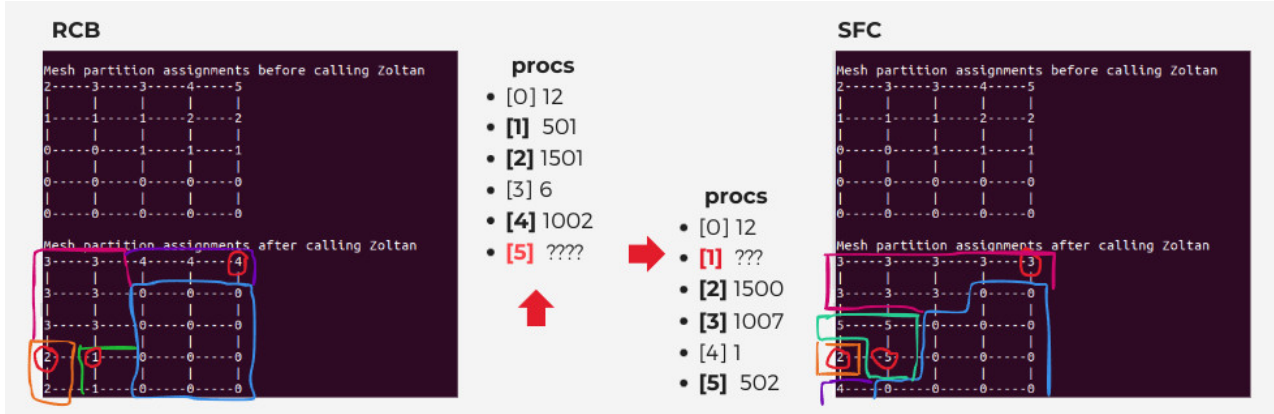 RCB
Mesh partition assignments before calling Zoltan
2-----3-----3-----4-----5
|     |     |     |     |
1-----1-----1-----2-----2
|     |     |     |     |
0-----0-----1-----1-----1
|     |     |     |     |
0-----0-----0-----0-----0
|     |     |     |     |
0-----0-----0-----0-----0
Mesh partition assignments after calling Zoltan
3-----3-----4-----4-----4
|     |     |     |     |
3-----3-----0-----0-----0
|     |     |     |     |
3-----3-----0-----0-----0
|     |     |     |     |
2-----1-----0-----0-----0
|     |     |     |     |
2-----1-----0-----0-----0
procs
• [0] 12
• [1] 501
• [2] 1501
• [3] 6
• [4] 1002
• [5] ????
procs
• [0] 12
• [1] ???
• [2] 1500
• [3] 1007
• [4] 1
• [5] 502
SFC
Mesh partition assignments before calling Zoltan
2-----3-----3-----4-----5
|     |     |     |     |
1-----1-----1-----2-----2
|     |     |     |     |
0-----0-----1-----1-----1
|     |     |     |     |
0-----0-----0-----0-----0
|     |     |     |     |
0-----0-----0-----0-----0
Mesh partition assignments after calling Zoltan
3-----3-----3-----3-----3
|     |     |     |     |
3-----3-----3-----0-----0
|     |     |     |     |
5-----5-----0-----0-----0
|     |     |     |     |
2-----5-----0-----0-----0
|     |     |     |     |
4-----0-----0-----0-----0